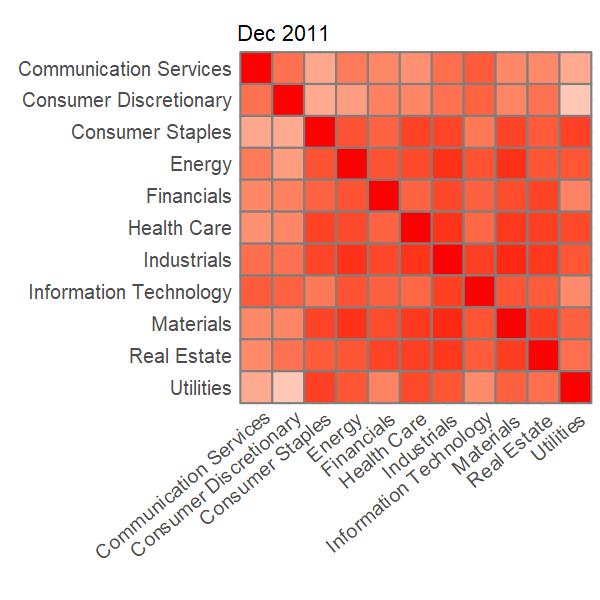 Dec 2011
Communication Services
Consumer Discretionary
Consumer Staples
Energy
Financials
Health Care
Industrials
Information Technology
Materials
Real Estate
Utilities
Communication Services
Consumer Discretionary
Consumer Staples
Energy
Financials
Health Care
Industrials
Information Technology
Materials
Real Estate
Utilities